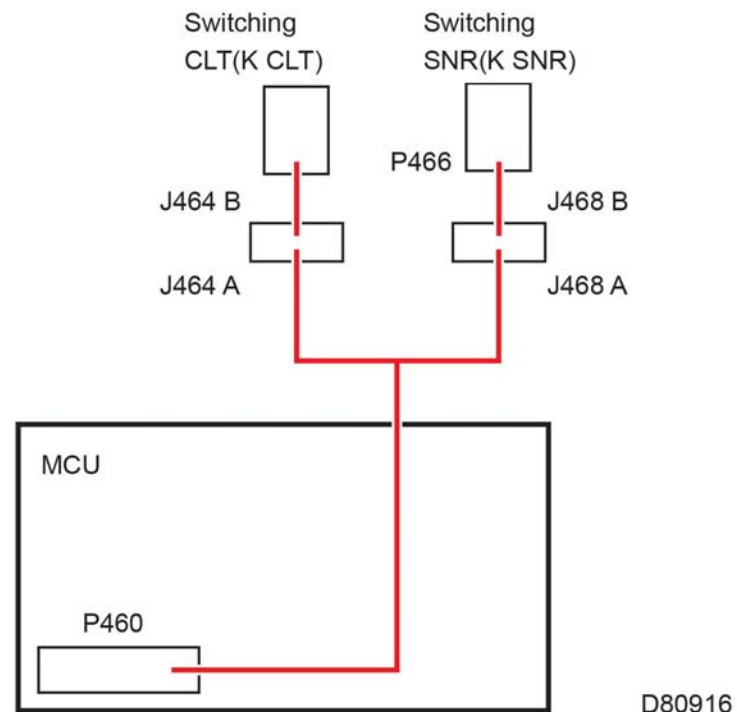 Switching
CLT(K CLT)
Switching
SNR(K SNR)
P466
J464 B
J468 B
J464 A
J468 A
MCU
P460
D80916